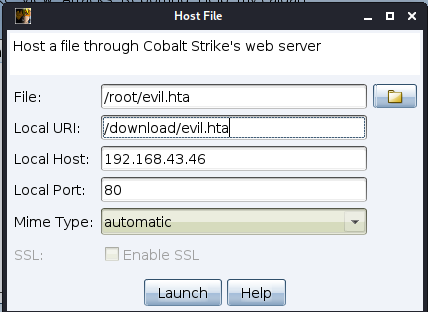 Host File
Host a file through Cobalt Strike's web server
File: /root/evil.hta
Local URI: /download/evil.hta
Local Host: 192.168.43.46
Local Port: 80
Mime Type: automatic
SSL: Enable SSL
Launch Help